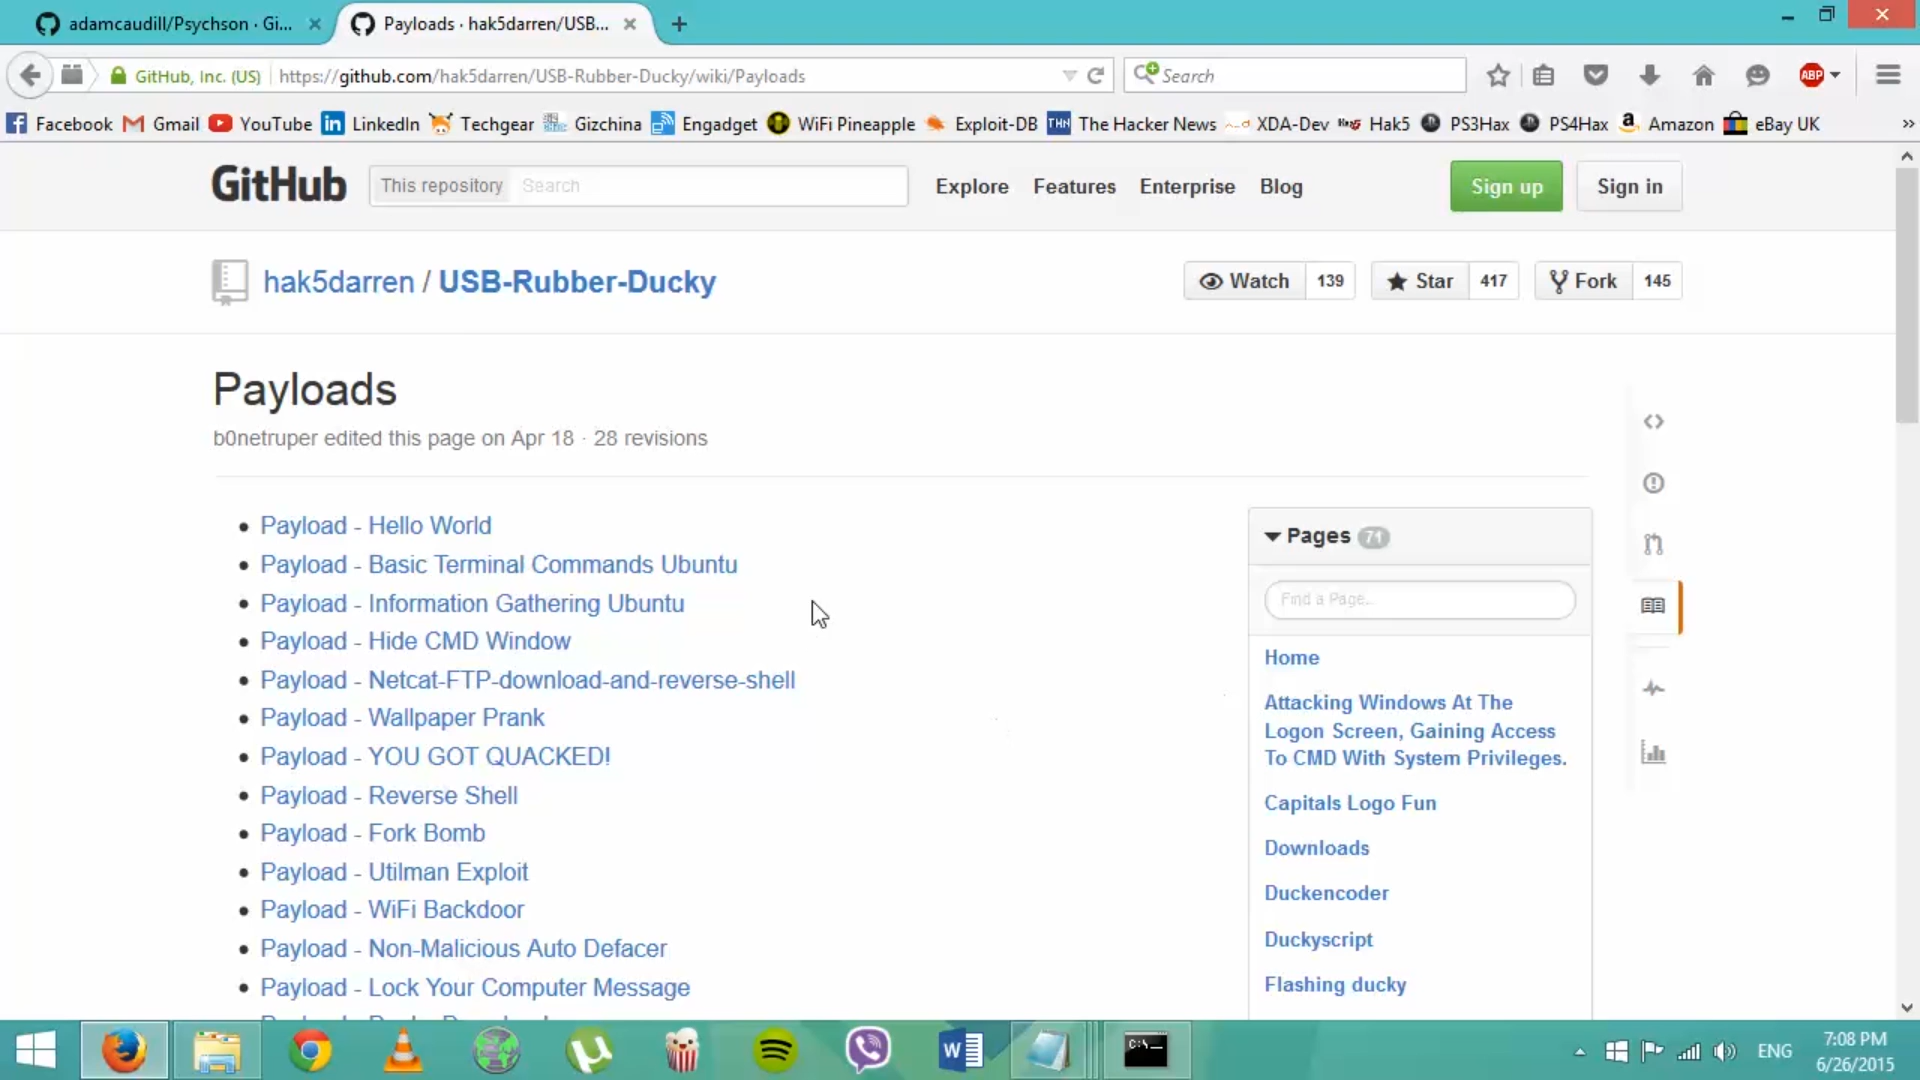 adamcaudill/Psychson · Gi...
Payloads · hak5darren/USB...
GitHub, Inc. (US)
https://github.com/hak5darren/USB-Rubber-Ducky/wiki/Payloads
Search
ABP
Facebook Gmail YouTube LinkedIn Techgear Gizchina Engadget WiFi Pineapple Exploit-DB THN The Hacker News XDA-Dev Hak5 PS3Hax PS4Hax Amazon eBay UK
GitHub
This repository Search
Explore Features Enterprise Blog
Sign up Sign in
hak5darren / USB-Rubber-Ducky
Watch 139 Star 417 Fork 145
Payloads
b0netruper edited this page on Apr 18 · 28 revisions
Payload - Hello World
Payload - Basic Terminal Commands Ubuntu
Payload - Information Gathering Ubuntu
Payload - Hide CMD Window
Payload - Netcat-FTP-download-and-reverse-shell
Payload - Wallpaper Prank
Payload - YOU GOT QUACKED!
Payload - Reverse Shell
Payload - Fork Bomb
Payload - Utilman Exploit
Payload - WiFi Backdoor
Payload - Non-Malicious Auto Defacer
Payload - Lock Your Computer Message
Pages 71
Find a Page...
Home
Attacking Windows At The
Logon Screen, Gaining Access
To CMD With System Privileges.
Capitals Logo Fun
Downloads
Duckencoder
Duckyscript
Flashing ducky
ENG
7:08 PM
6/26/2015